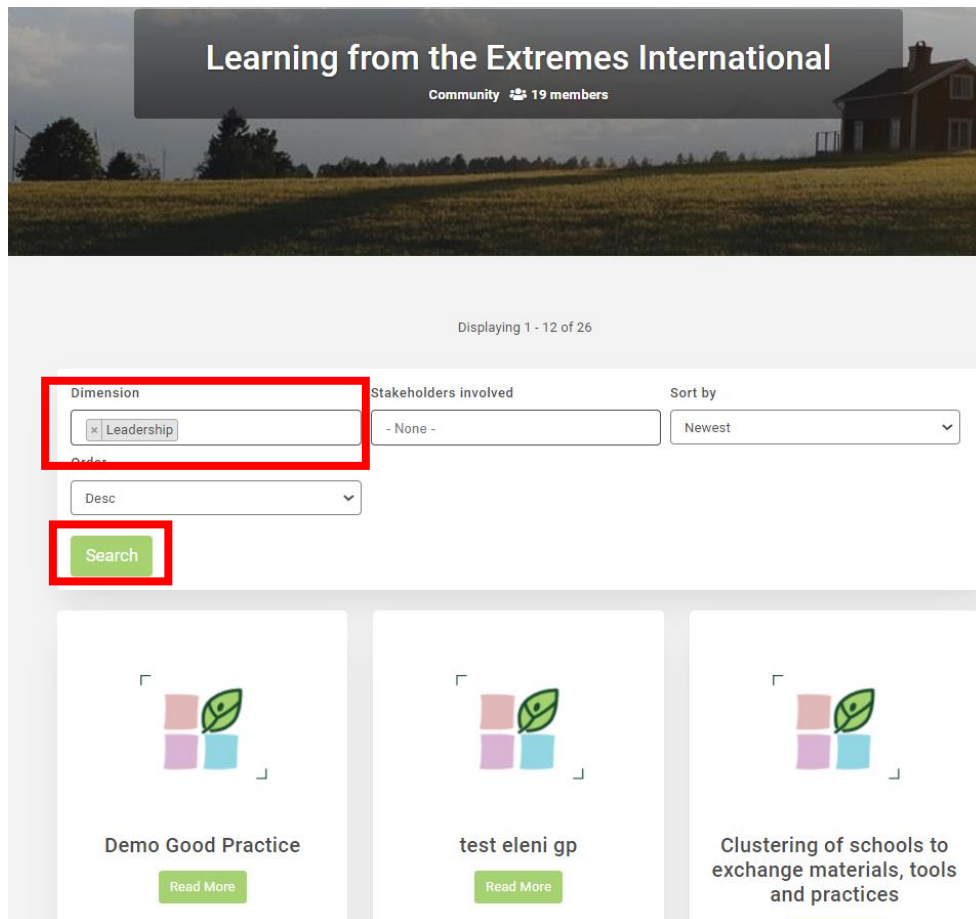 Learning from the Extremes International
Community 19 members
Displaying 1 - 12 of 26
Dimension
Stakeholders involved
Sort by
× Leadership
- None -
Newest
Order
Desc
Search
Demo Good Practice
Read More
test eleni gp
Read More
Clustering of schools to
exchange materials, tools
and practices